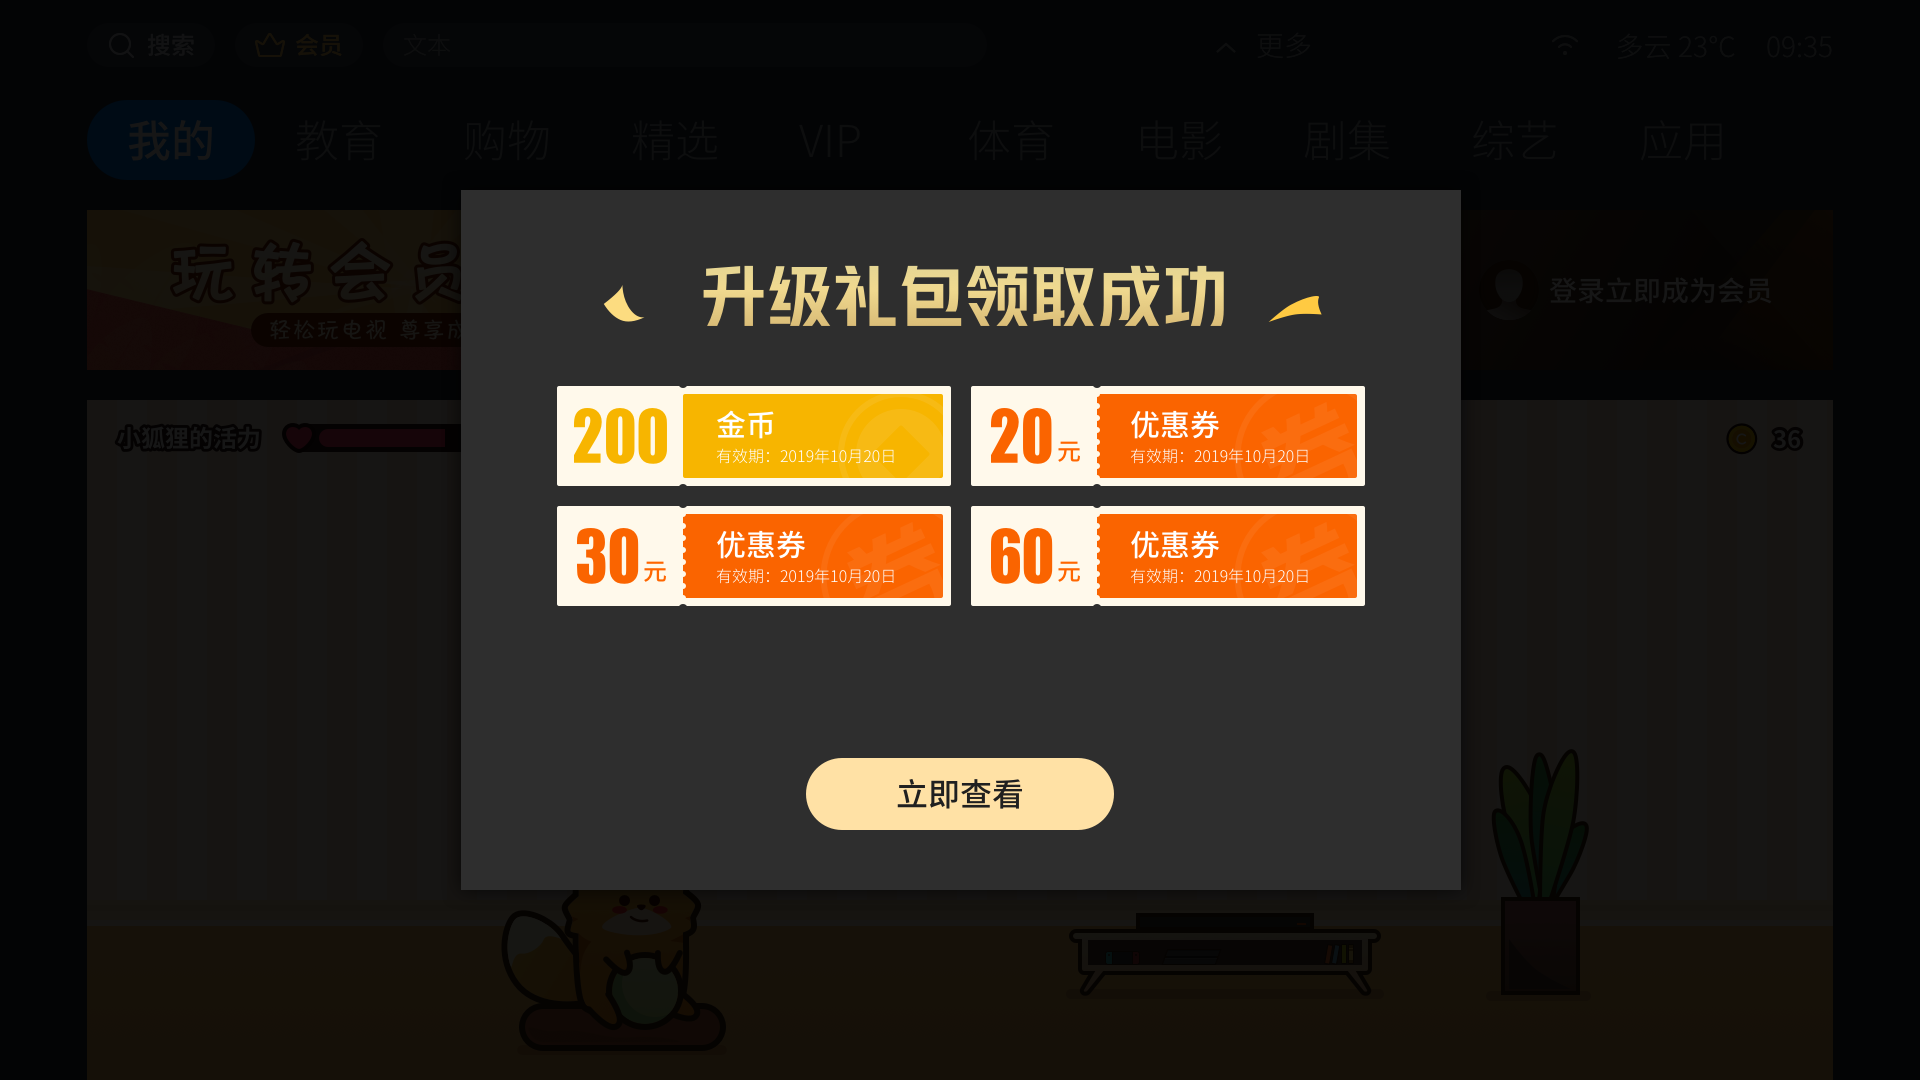 搜索 会员 文本 更多 多云 23°C 09:35
我的 教育 购物 精选 VIP 体育 电影 剧集 综艺 应用
玩转会员
轻松玩电视 尊享
登录立即成为会员
小狐狸的活力
36
升级礼包领取成功
200 金币
有效期：2019年10月20日
20元 优惠券
有效期：2019年10月20日
30元 优惠券
有效期：2019年10月20日
60元 优惠券
有效期：2019年10月20日
立即查看